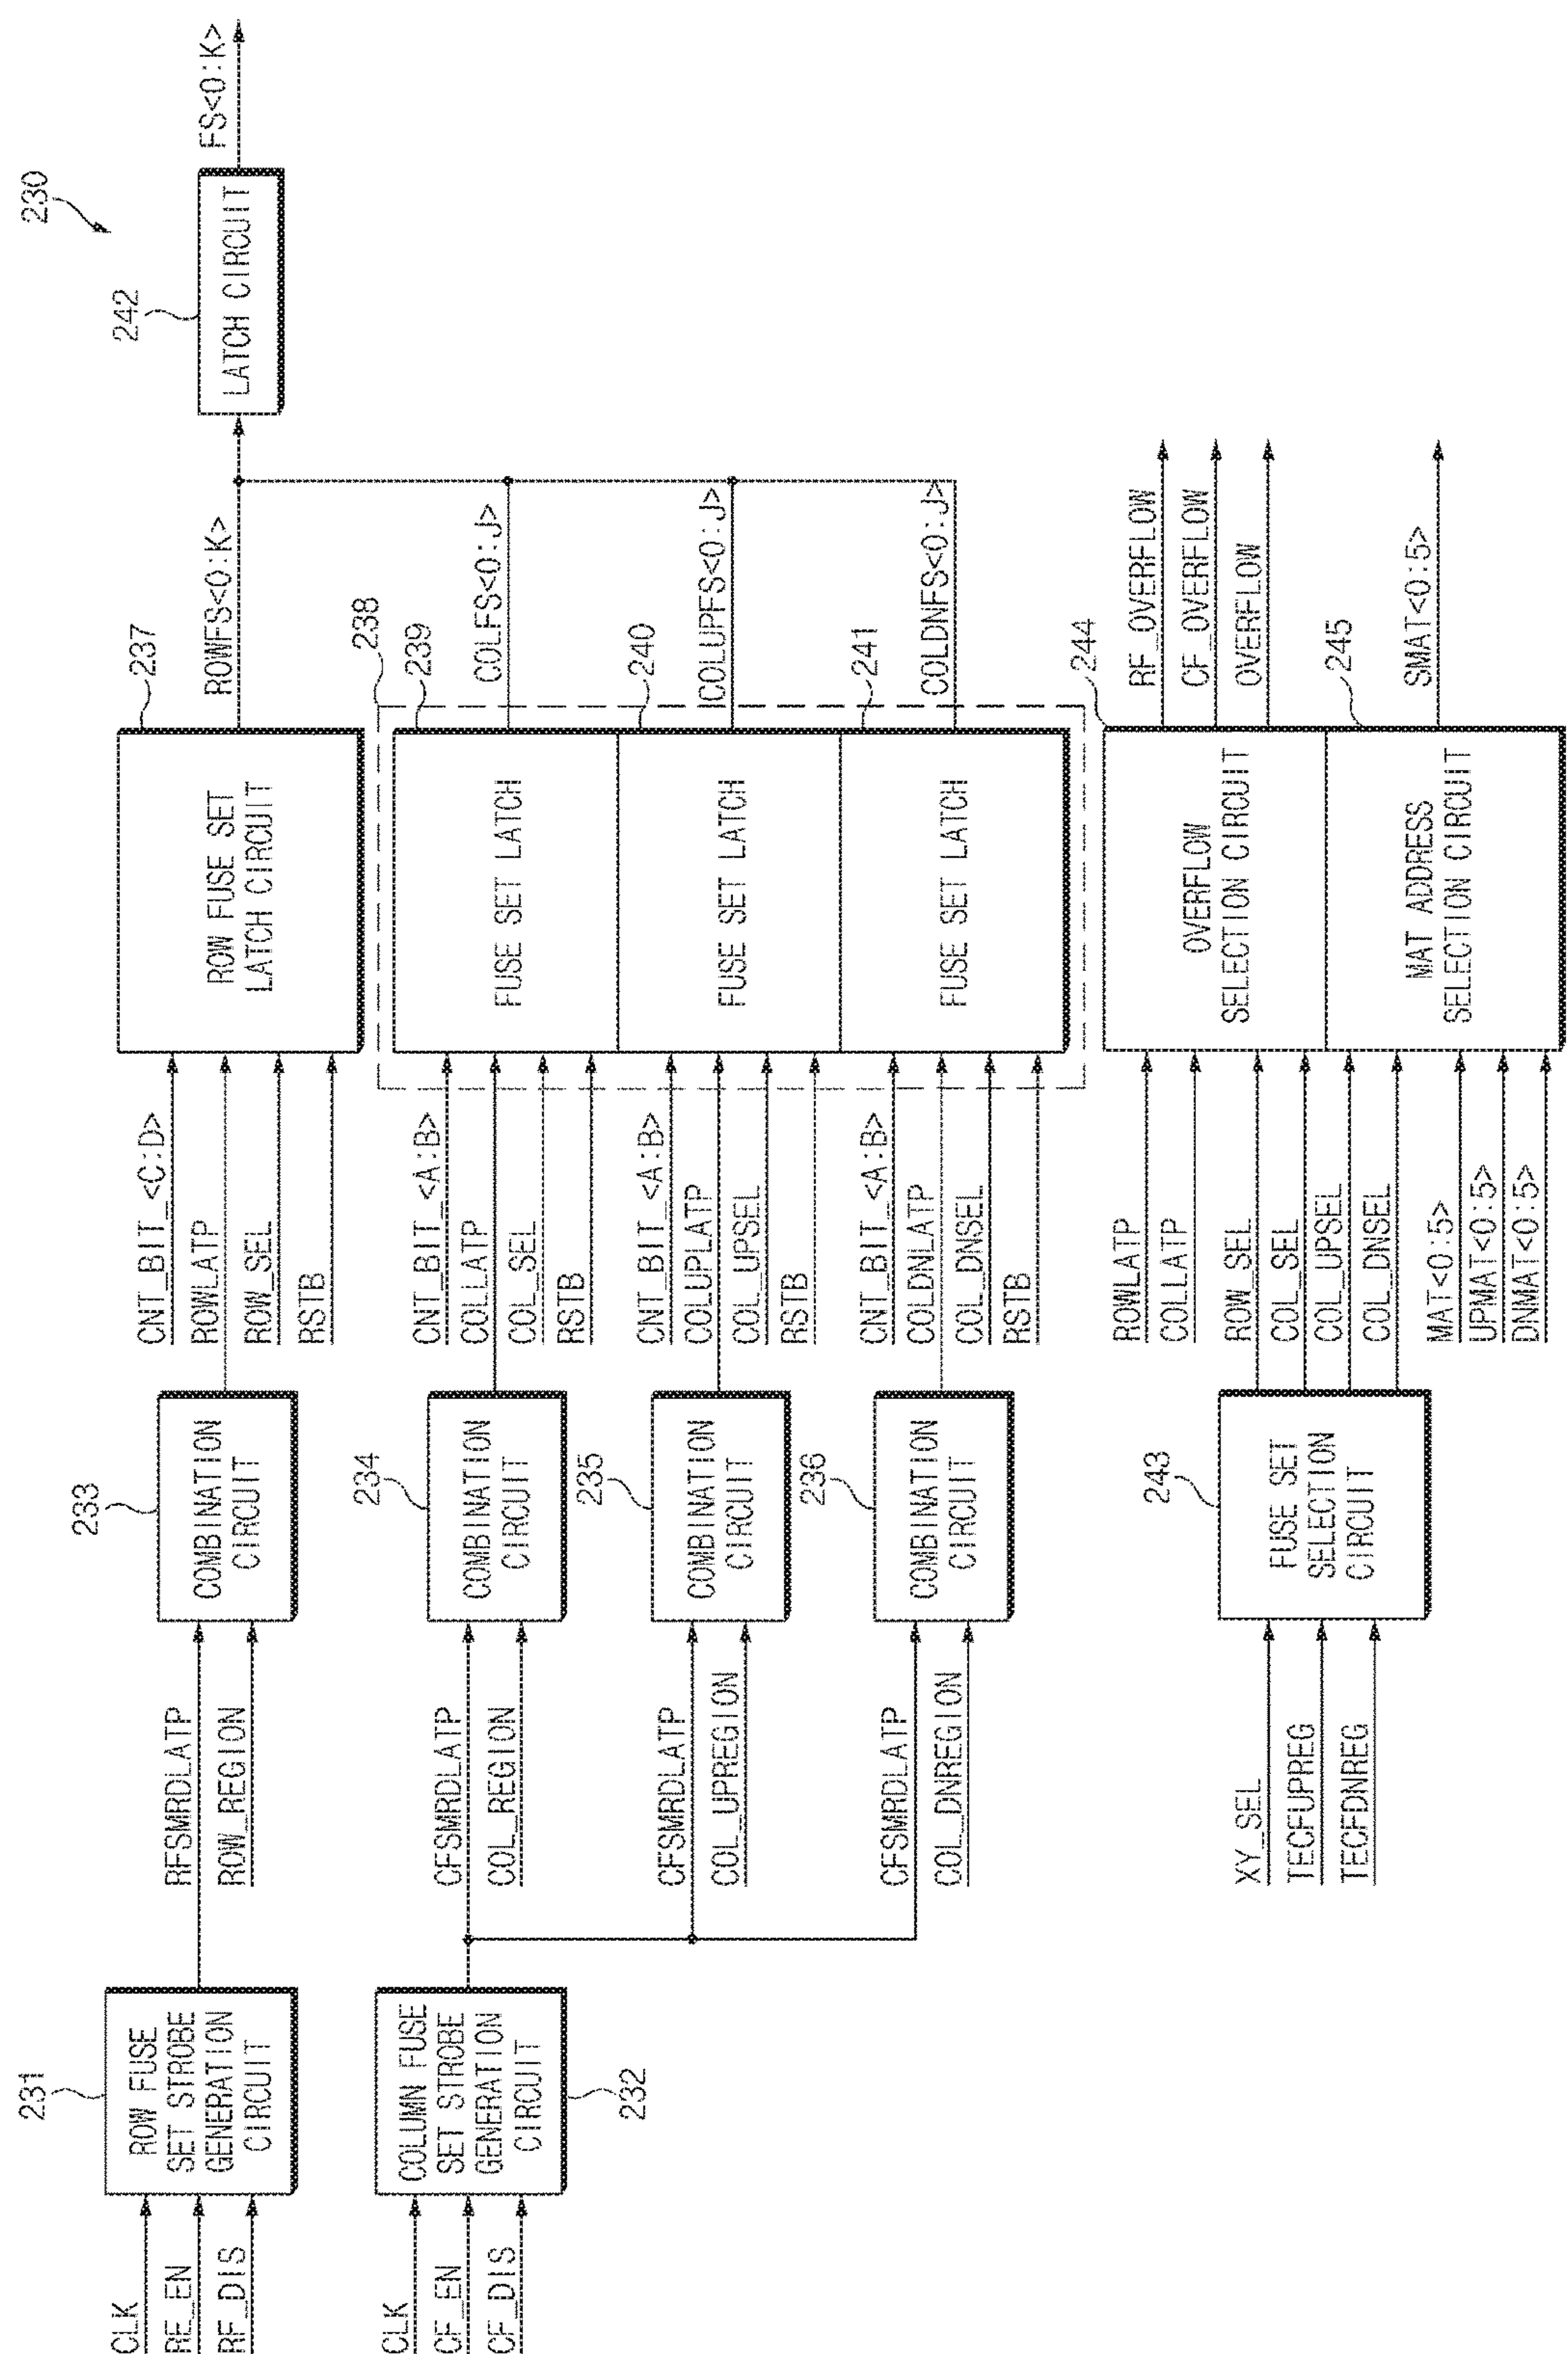 230
CLK
RE_EN
RF_DIS
231
ROW FUSE
SET STROBE
GENERATION
CIRCUIT
RFSMRDLATP
ROW_REGION
233
COMBINATION
CIRCUIT
CNT_BIT_<C:D>
ROWLATP
ROW_SEL
RSTB
237
ROW FUSE SET
LATCH CIRCUIT
ROWFS<0:K>
242
LATCH CIRCUIT
FS<0:K>
CLK
CF_EN
CF_DIS
COLUMN FUSE
SET STROBE
GENERATION
CIRCUIT
232
CFSMRDLATP
COL_REGION
234
COMBINATION
CIRCUIT
CNT_BIT_<A:B>
COLLATP
COL_SEL
RSTB
238
239
FUSE SET LATCH
COLFS<0:J>
CFSMRDLATP
COL_UPREGION
235
COMBINATION
CIRCUIT
CNT_BIT_<A:B>
COLUPLATP
COL_UPSEL
RSTB
240
FUSE SET LATCH
COLUPFS<0:J>
CFSMRDLATP
COL_DNREGION
236
COMBINATION
CIRCUIT
CNT_BIT_<A:B>
COLDNLATP
COL_DNSEL
RSTB
241
FUSE SET LATCH
COLDNFS<0:J>
XY_SEL
TECFUPREG
TECFDNREG
243
FUSE SET
SELECTION
CIRCUIT
ROWLATP
COLLATP
ROW_SEL
COL_SEL
COL_UPSEL
COL_DNSEL
MAT<0:5>
UPMAT<0:5>
DNMAT<0:5>
244
OVERFLOW
SELECTION CIRCUIT
RF_OVERFLOW
CF_OVERFLOW
OVERFLOW
245
MAT ADDRESS
SELECTION CIRCUIT
SMAT<0:5>